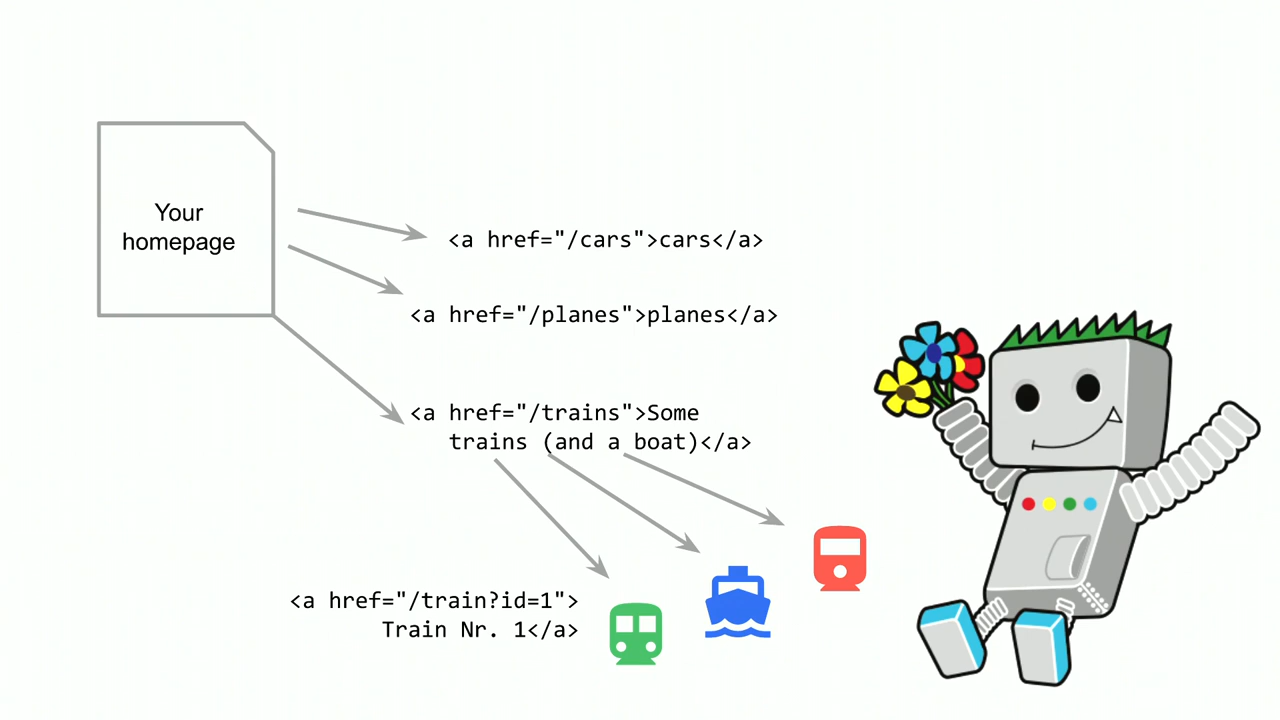 Your
homepage
<a href="/cars">cars</a>
<a href="/planes">planes</a>
<a href="/trains">Some
trains (and a boat)</a>
<a href="/train?id=1">
Train Nr. 1</a>